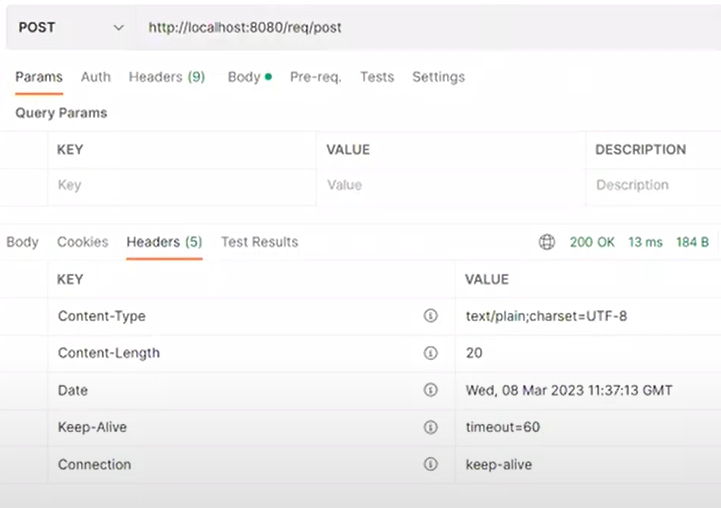 POST http://localhost:8080/req/post
Params Auth Headers (9) Body Pre-req. Tests Settings
Query Params
KEY VALUE DESCRIPTION
Key Value Description
Body Cookies Headers (5) Test Results 200 OK 13 ms 184 B
KEY VALUE
Content-Type text/plain;charset=UTF-8
Content-Length 20
Date Wed, 08 Mar 2023 11:37:13 GMT
Keep-Alive timeout=60
Connection keep-alive